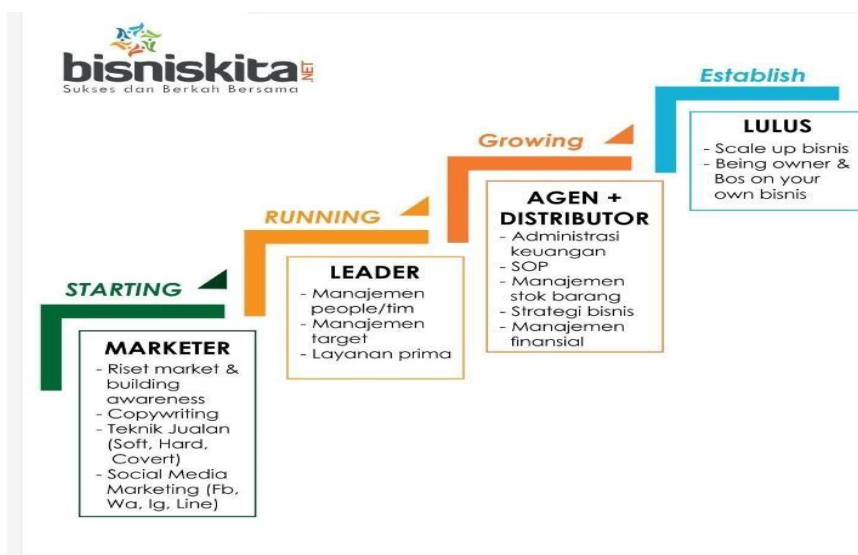 bisniskita.NET
Sukses dan Berkah Bersama
STARTING
MARKETER
- Riset market &
building
awareness
- Copywriting
- Teknik Jualan
(Soft, Hard,
Covert)
- Social Media
Marketing (Fb,
Wa, Ig, Line)
RUNNING
LEADER
- Manajemen
people/tim
- Manajemen
target
- Layanan prima
Growing
AGEN +
DISTRIBUTOR
- Administrasi
keuangan
- SOP
- Manajemen
stok barang
- Strategi bisnis
- Manajemen
finansial
Establish
LULUS
- Scale up bisnis
- Being owner &
Bos on your
own bisnis